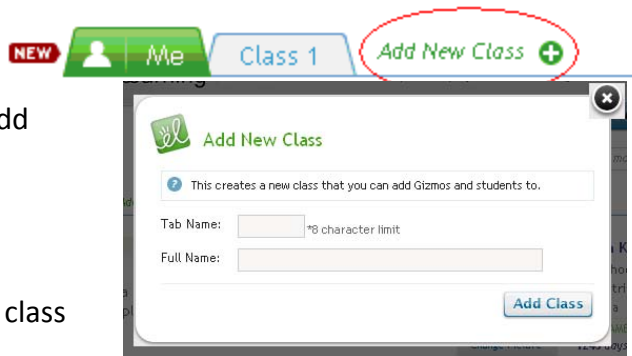 NEW Me Class 1 Add New Class
Add New Class
This creates a new class that you can add Gizmos and students to.
Tab Name: *8 character limit
Full Name:
Add Class
class